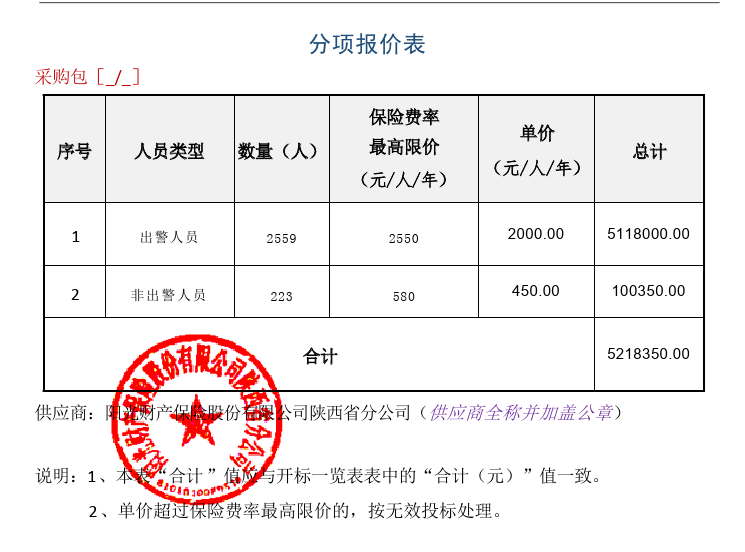 分项报价表
采购包［_/_］
序号 人员类型 数量（人） 保险费率最高限价（元/人/年） 单价（元/人/年） 总计
1 出警人员 2559 2550 2000.00 5118000.00
2 非出警人员 223 580 450.00 100350.00
合计 5218350.00
供应商：阳光财产保险股份有限公司陕西省分公司（供应商全称并加盖公章）
说明：1、本表“合计”值应与开标一览表表中的“合计（元）”值一致。
2、单价超过保险费率最高限价的，按无效投标处理。